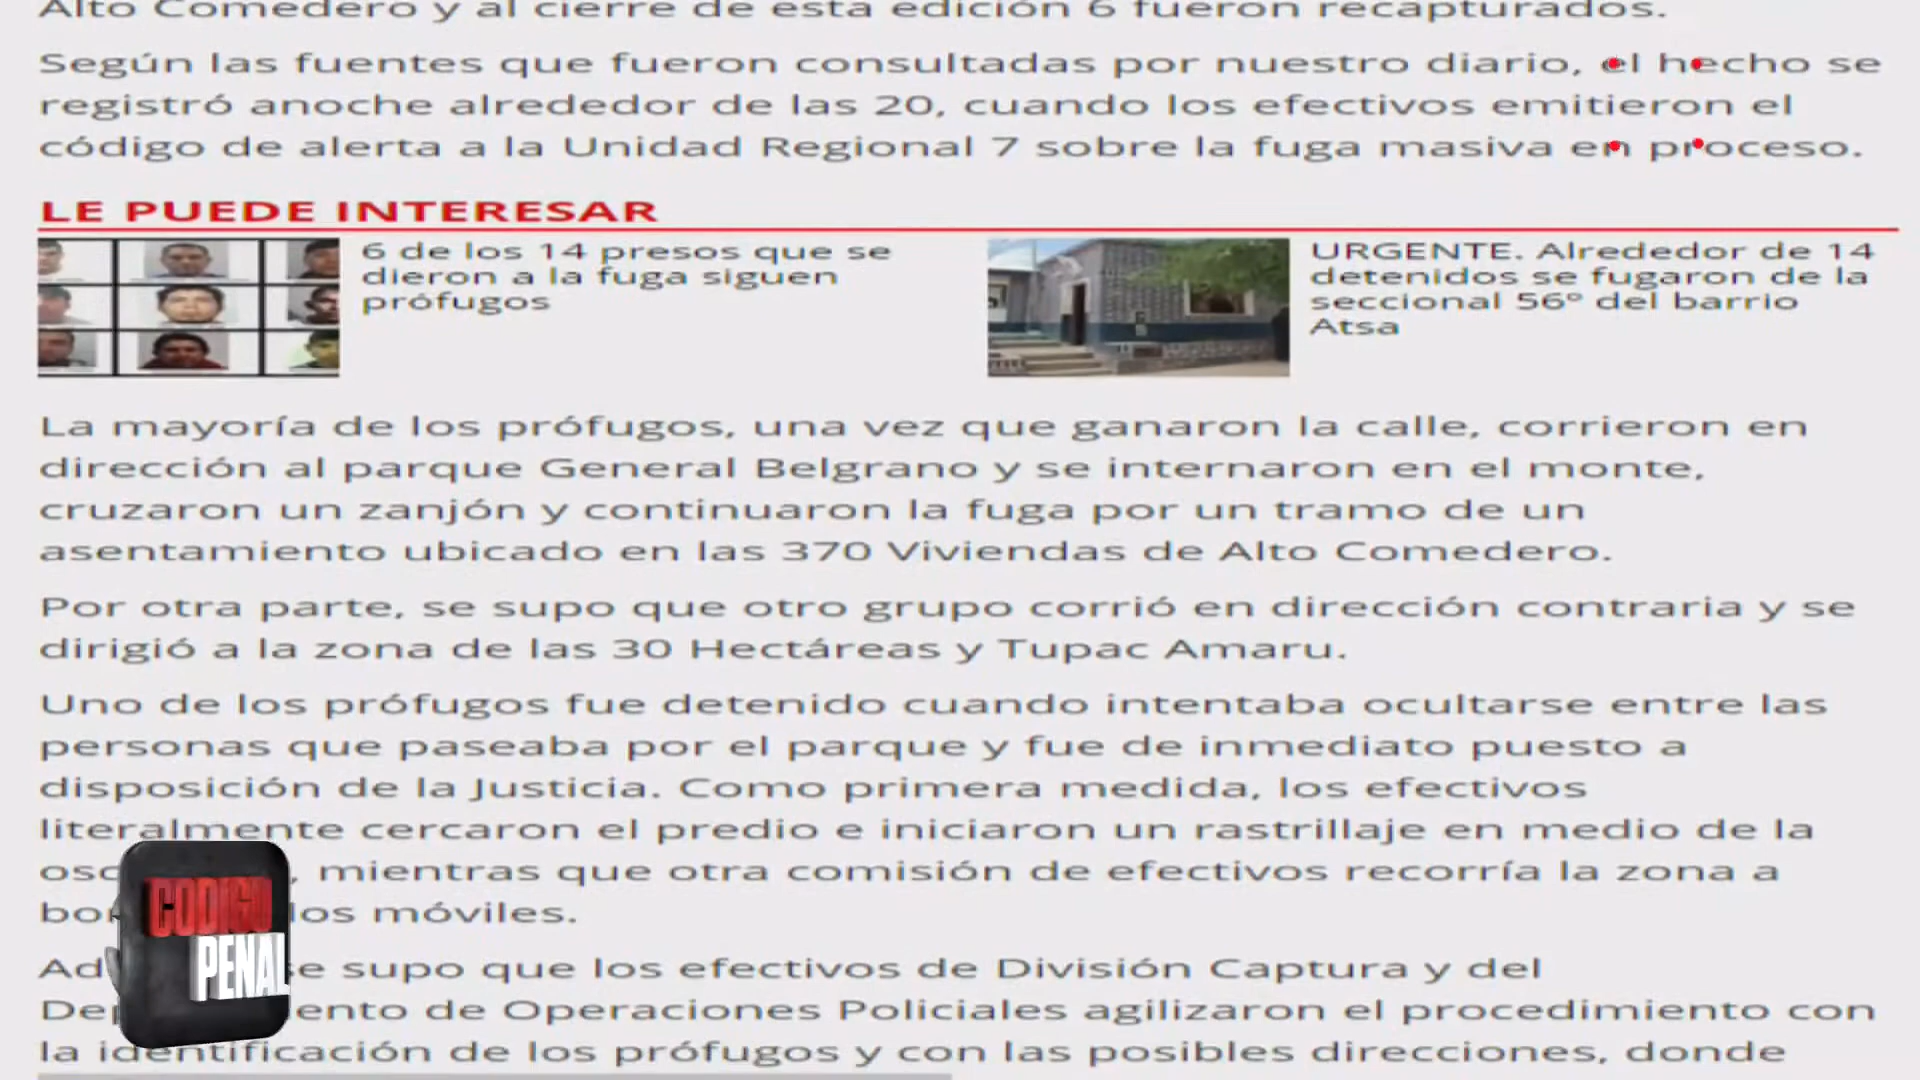 Alto Comedero y al cierre de esta edición 6 fueron recapturados.
Según las fuentes que fueron consultadas por nuestro diario, el hecho se
registró anoche alrededor de las 20, cuando los efectivos emitieron el
código de alerta a la Unidad Regional 7 sobre la fuga masiva en proceso.
LE PUEDE INTERESAR
6 de los 14 presos que se
dieron a la fuga siguen
prófugos
URGENTE. Alrededor de 14
detenidos se fugaron de la
seccional 56° del barrio
Atsa
La mayoría de los prófugos, una vez que ganaron la calle, corrieron en
dirección al parque General Belgrano y se internaron en el monte,
cruzaron un zanjón y continuaron la fuga por un tramo de un
asentamiento ubicado en las 370 Viviendas de Alto Comedero.
Por otra parte, se supo que otro grupo corrió en dirección contraria y se
dirigió a la zona de las 30 Hectáreas y Tupac Amaru.
Uno de los prófugos fue detenido cuando intentaba ocultarse entre las
personas que paseaba por el parque y fue de inmediato puesto a
disposición de la Justicia. Como primera medida, los efectivos
literalmente cercaron el predio e iniciaron un rastrillaje en medio de la
, mientras que otra comisión de efectivos recorría la zona a
los móviles.
se supo que los efectivos de División Captura y del
de Operaciones Policiales agilizaron el procedimiento con
la identificación de los prófugos y con las posibles direcciones, donde
CODIGO
PENAL